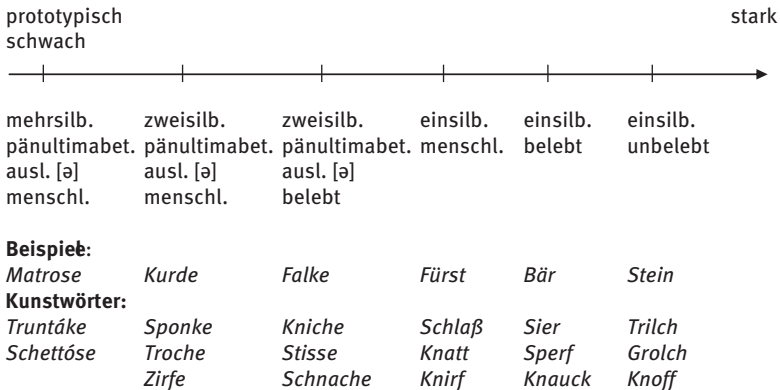 prototypisch stark
schwach
mehrsilb. zweisilb. zweisilb. einsilb. einsilb. einsilb.
pänultimabet. pänultimabet. pänultimabet. menschl. belebt unbelebt
ausl. [ə] ausl. [ə] ausl. [ə]
menschl. menschl. belebt
Beispiele:
Matrose Kurde Falke Fürst Bär Stein
Kunstwörter:
Truntáke Sponke Kniche Schlaß Sier Trilch
Schettóse Troche Stisse Knatt Sperf Grolch
Zirfe Schnache Knirf Knauck Knoff